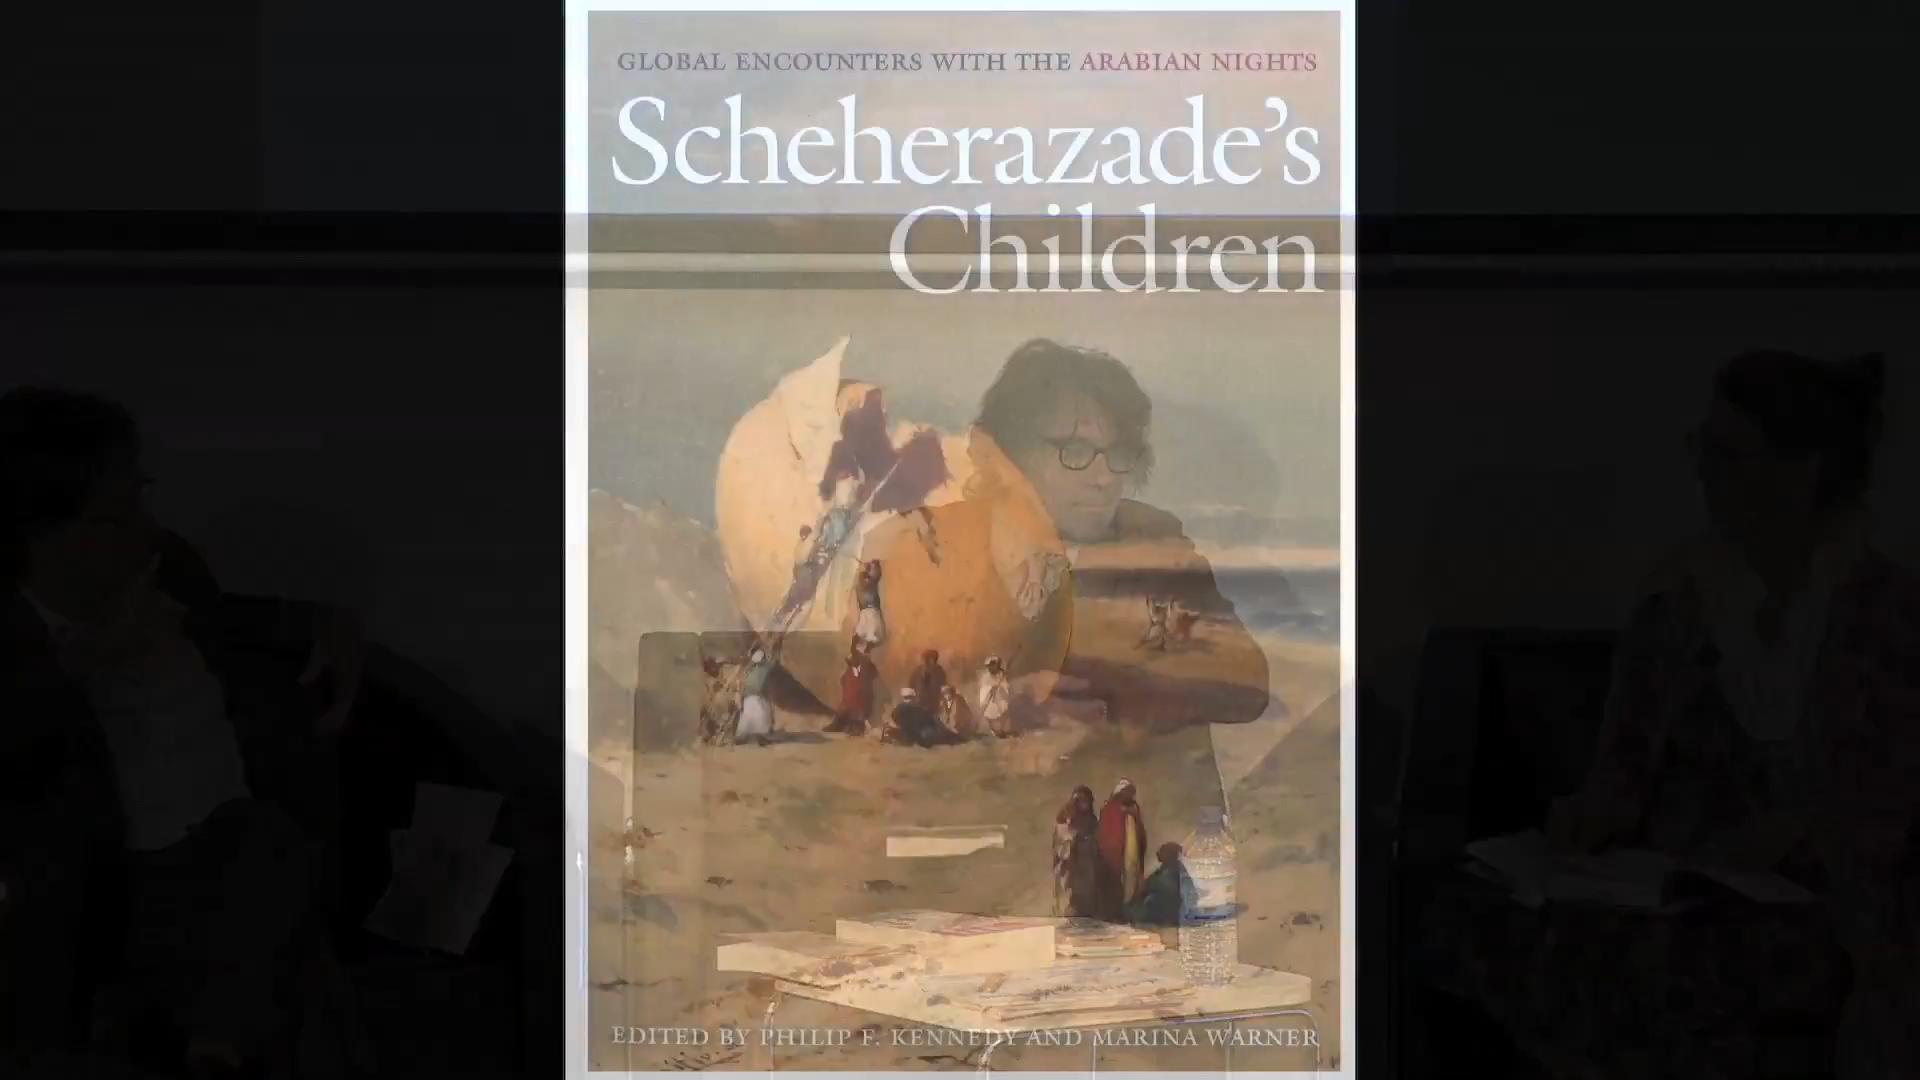 GLOBAL ENCOUNTERS WITH THE ARABIAN NIGHTS
Scheherazade's
Children
EDITED BY PHILIP F. KENNEDY AND MARINA WARNER